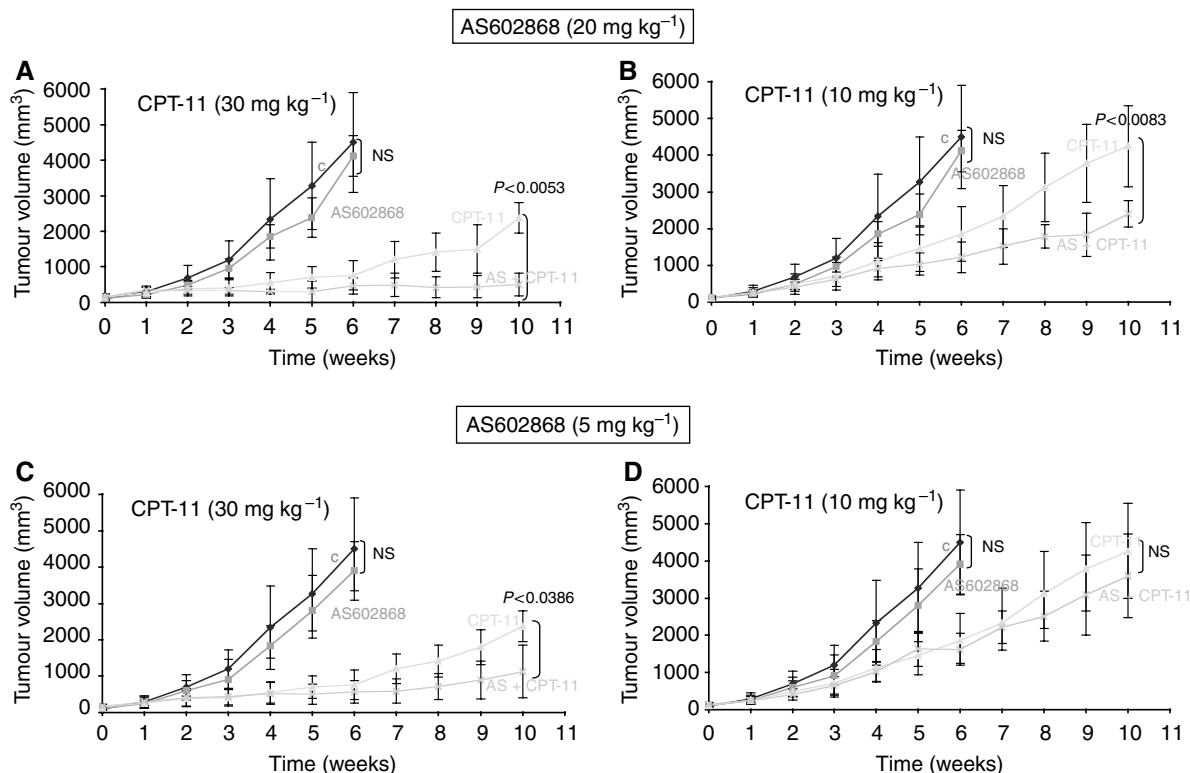 AS602868 (20 mg kg⁻¹)
A
CPT-11 (30 mg kg⁻¹)
Tumour volume (mm³)
6000
5000
4000
3000
2000
1000
0
c
NS
AS602868
P<0.0053
CPT-11
AS + CPT-11
0 1 2 3 4 5 6 7 8 9 10 11
Time (weeks)
B
CPT-11 (10 mg kg⁻¹)
Tumour volume (mm³)
6000
5000
4000
3000
2000
1000
0
c
NS
AS602868
P<0.0083
CPT-11
AS + CPT-11
0 1 2 3 4 5 6 7 8 9 10 11
Time (weeks)
AS602868 (5 mg kg⁻¹)
C
CPT-11 (30 mg kg⁻¹)
Tumour volume (mm³)
6000
5000
4000
3000
2000
1000
0
c
NS
AS602868
P<0.0386
CPT-11
AS + CPT-11
0 1 2 3 4 5 6 7 8 9 10 11
Time (weeks)
D
CPT-11 (10 mg kg⁻¹)
Tumour volume (mm³)
6000
5000
4000
3000
2000
1000
0
c
NS
AS602868
CPT-11
NS
AS + CPT-11
0 1 2 3 4 5 6 7 8 9 10 11
Time (weeks)